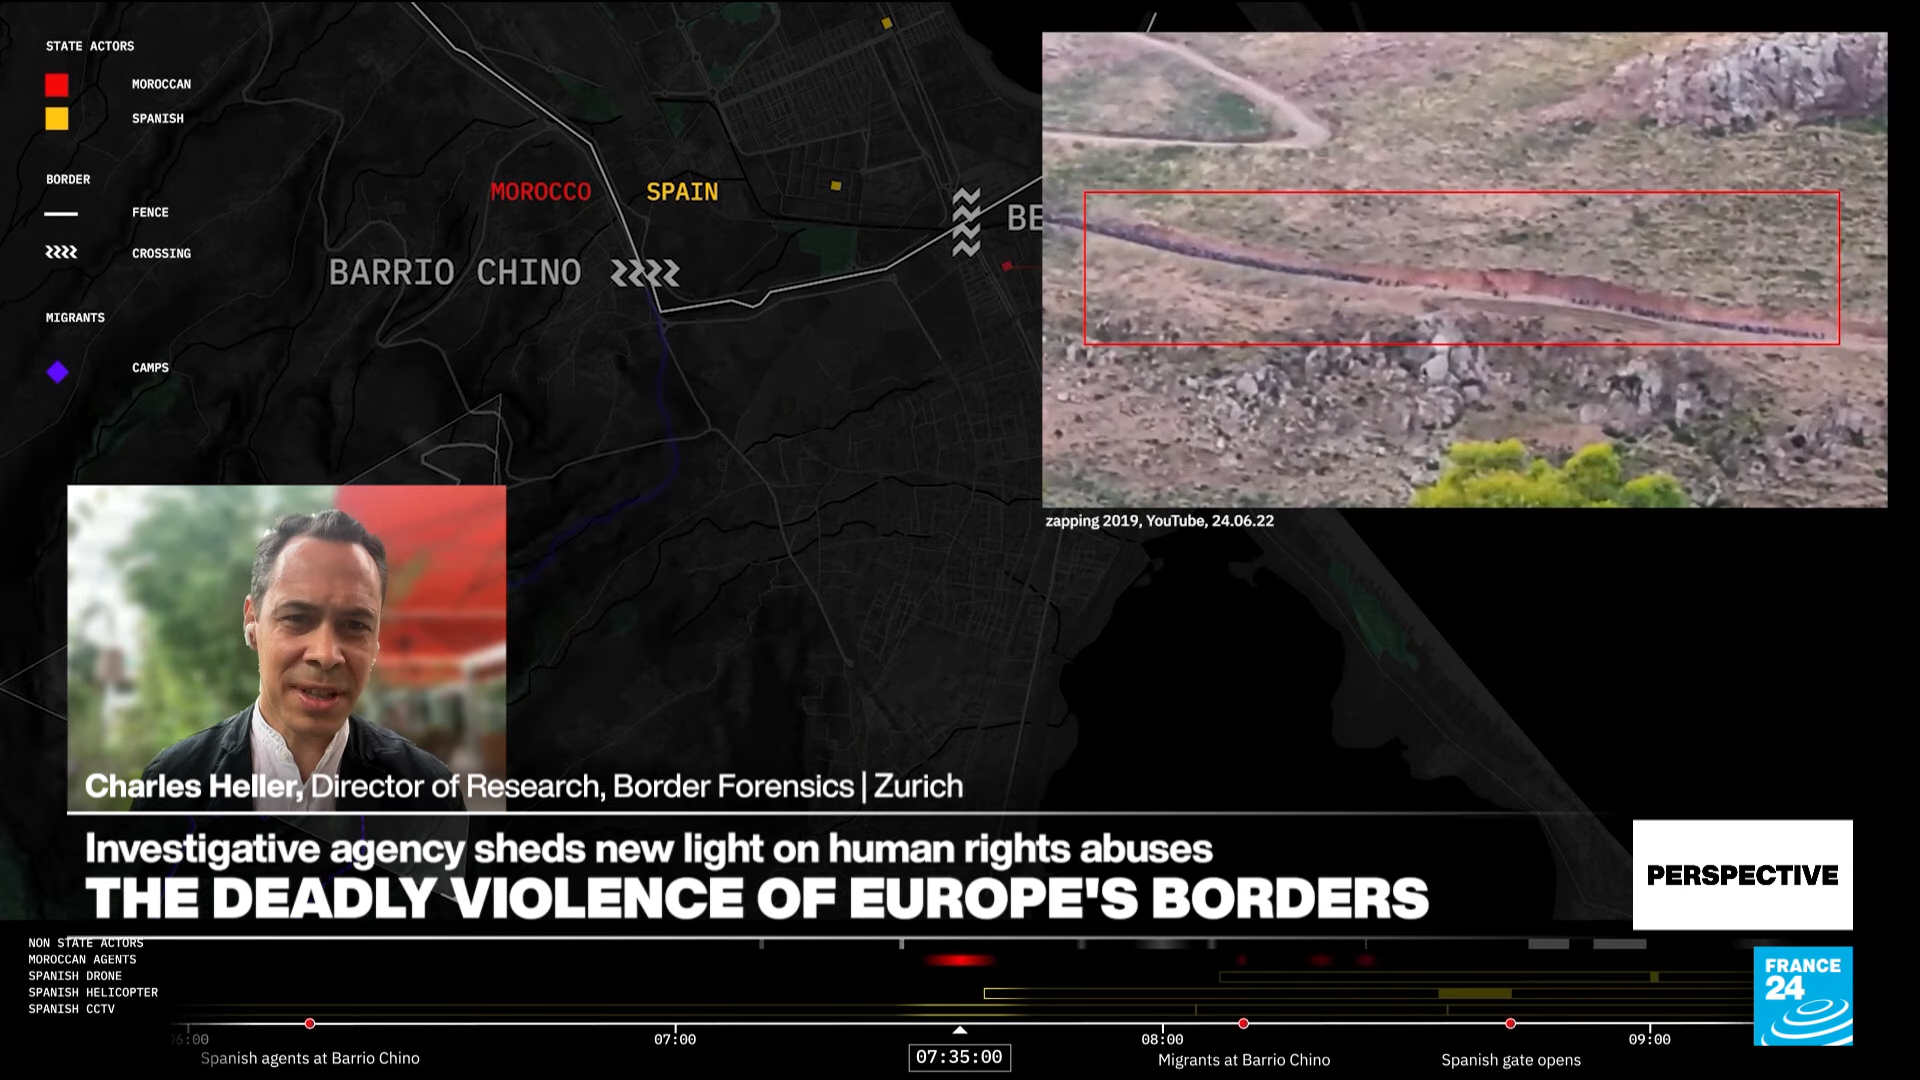 STATE ACTORS
MOROCCAN
SPANISH
BORDER
FENCE
CROSSING
MIGRANTS
CAMPS
MOROCCO
SPAIN
BARRIO CHINO
BE
zapping 2019, YouTube, 24.06.22
Charles Heller, Director of Research, Border Forensics | Zurich
Investigative agency sheds new light on human rights abuses
THE DEADLY VIOLENCE OF EUROPE'S BORDERS
PERSPECTIVE
FRANCE
24
NON STATE ACTORS
MOROCCAN AGENTS
SPANISH DRONE
SPANISH HELICOPTER
SPANISH CCTV
06:00
07:00
08:00
09:00
07:35:00
Spanish agents at Barrio Chino
Migrants at Barrio Chino
Spanish gate opens